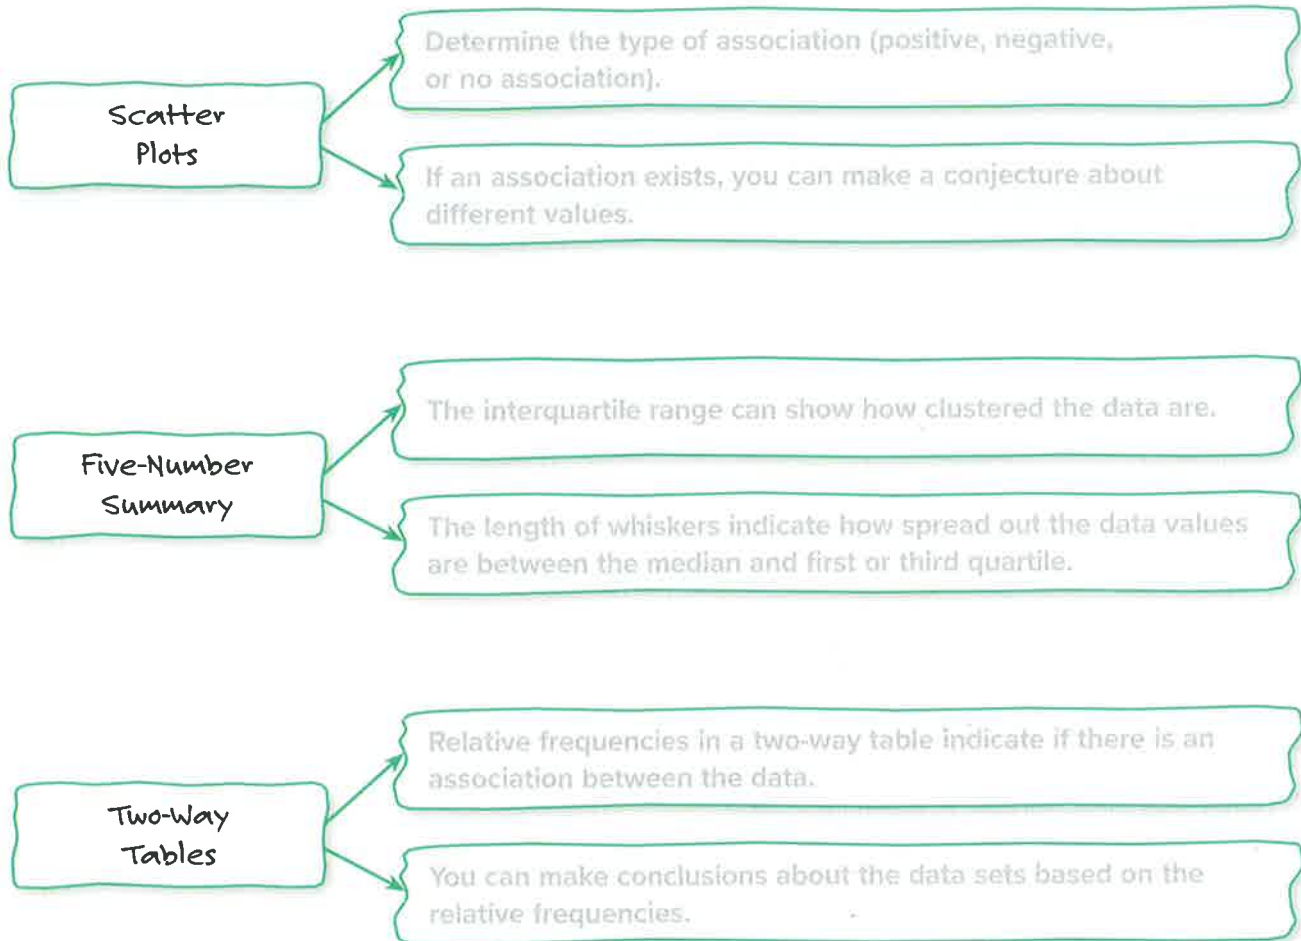 Determine the type of association (positive, negative,
or no association).
Scatter
Plots
If an association exists, you can make a conjecture about
different values.
The interquartile range can show how clustered the data are.
Five-Number
Summary
The length of whiskers indicate how spread out the data values
are between the median and first or third quartile.
Relative frequencies in a two-way table indicate if there is an
association between the data.
Two-Way
Tables
You can make conclusions about the data sets based on the
relative frequencies.